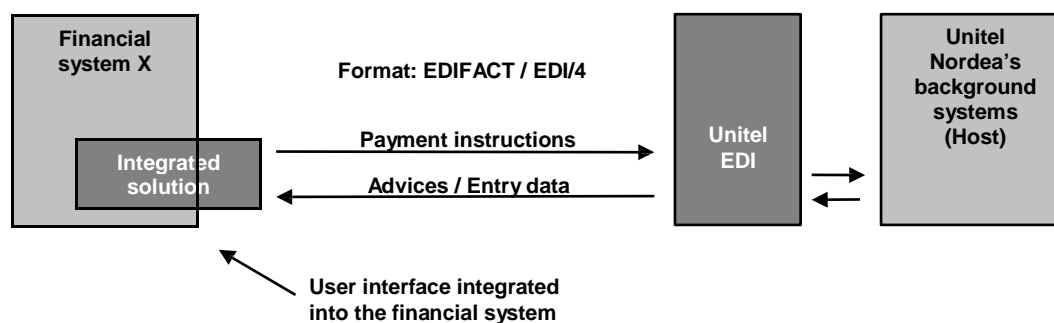 Financial
system X
Integrated
solution
Format: EDIFACT / EDI/4
Payment instructions
Advices / Entry data
Unitel
EDI
Unitel
Nordea's
background
systems
(Host)
User interface integrated
into the financial system